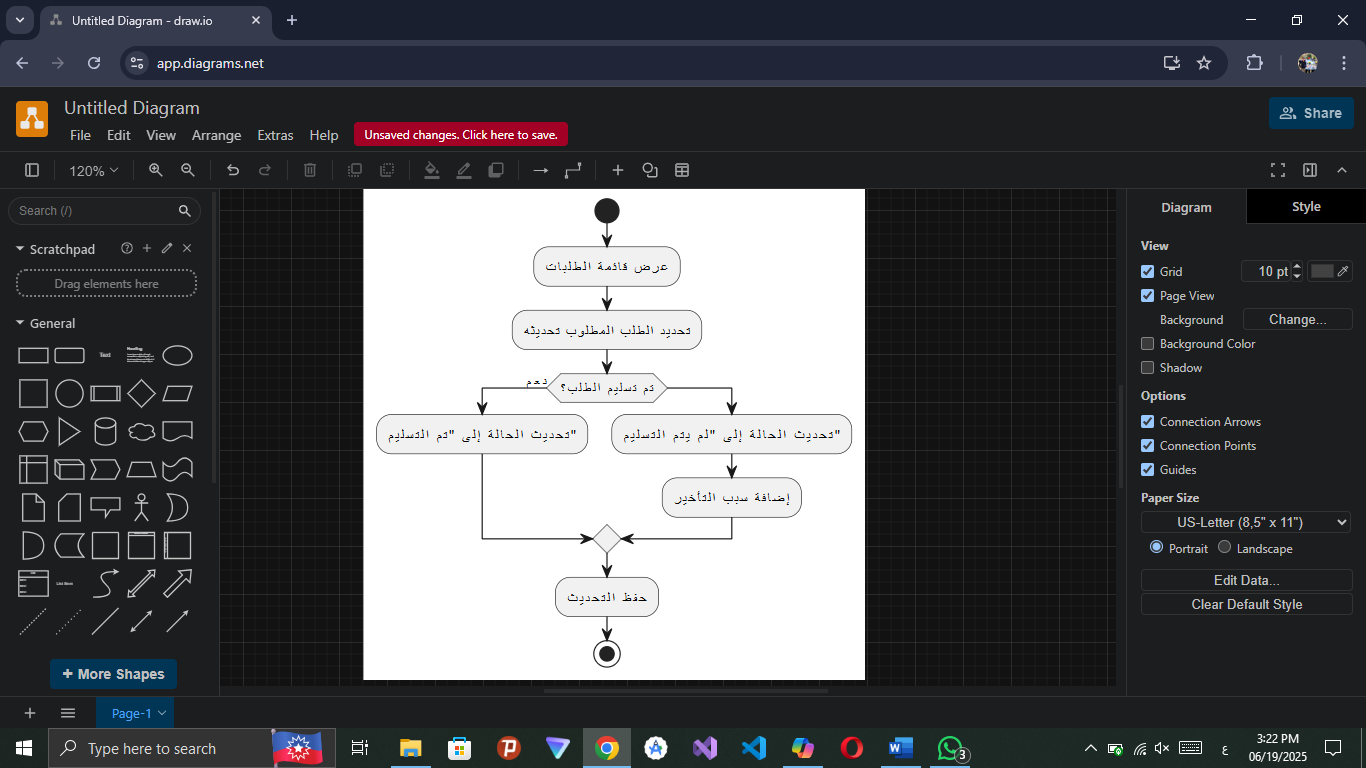 Untitled Diagram - draw.io
app.diagrams.net
Untitled Diagram
File Edit View Arrange Extras Help
Unsaved changes. Click here to save.
Share
120%
Search (/)
Scratchpad
Drag elements here
General
Text
Heading
List Item
+ More Shapes
عرض قائمة الطلبات
تحديد الطلب المطلوب تحديثه
تم تسليم الطلب؟
نعم
تحديث الحالة إلى "تم التسليم"
تحديث الحالة إلى "لم يتم التسليم"
إضافة سبب التأخير
حفظ التحديث
Diagram
Style
View
Grid
10 pt
Page View
Background
Change...
Background Color
Shadow
Options
Connection Arrows
Connection Points
Guides
Paper Size
US-Letter (8,5" x 11")
Portrait Landscape
Edit Data...
Clear Default Style
Page-1
Type here to search
3
ع
3:22 PM
06/19/2025